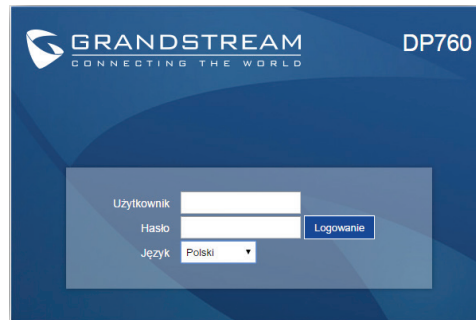 GRANDSTREAM
CONNECTING THE WORLD
DP760
Użytkownik
Hasło
Logowanie
Język
Polski